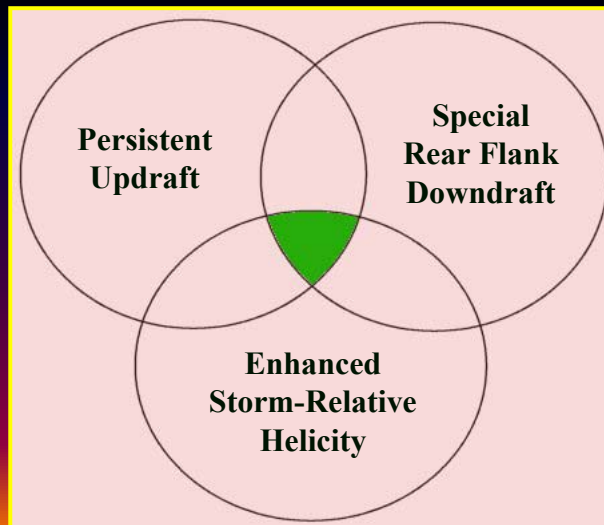 Persistent
Updraft
Special
Rear Flank
Downdraft
Enhanced
Storm-Relative
Helicity